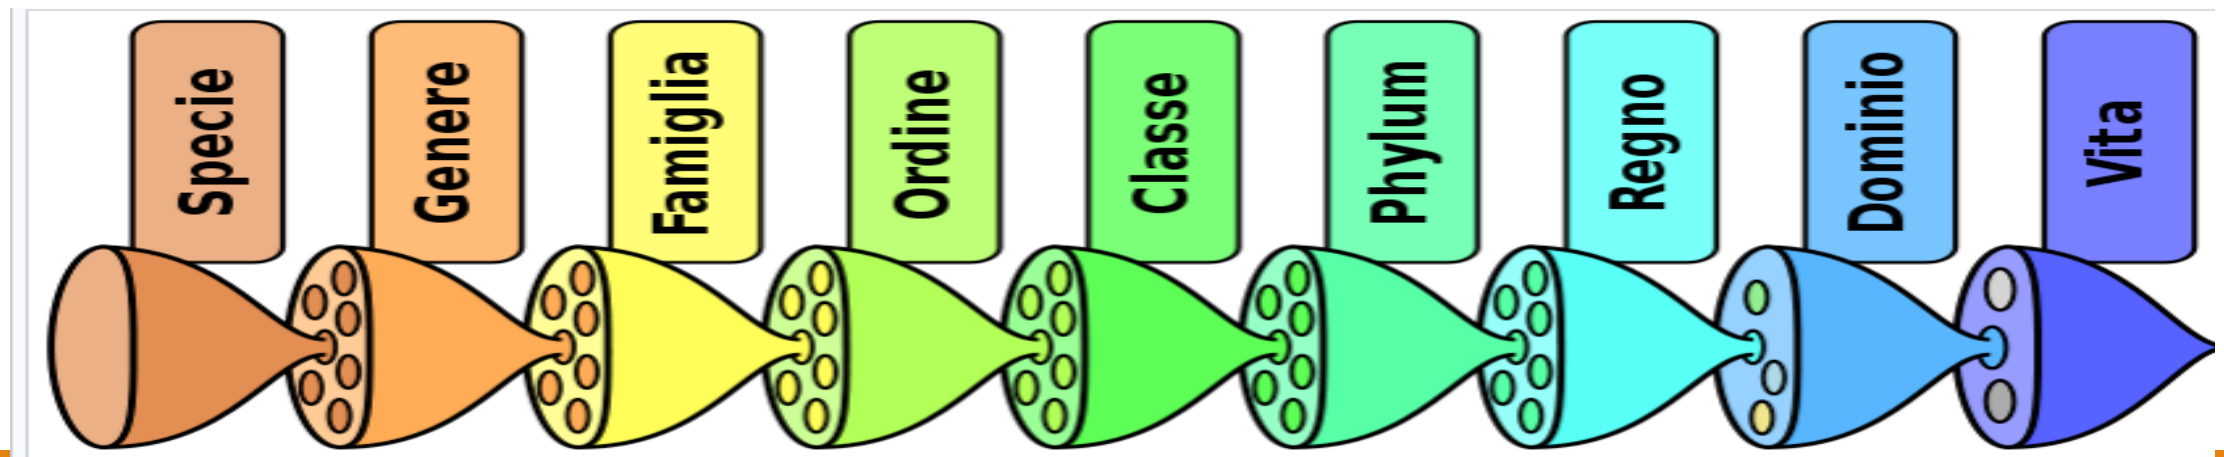 Specie
Genere
Famiglia
Ordine
Classe
Phylum
Regno
Dominio
Vita